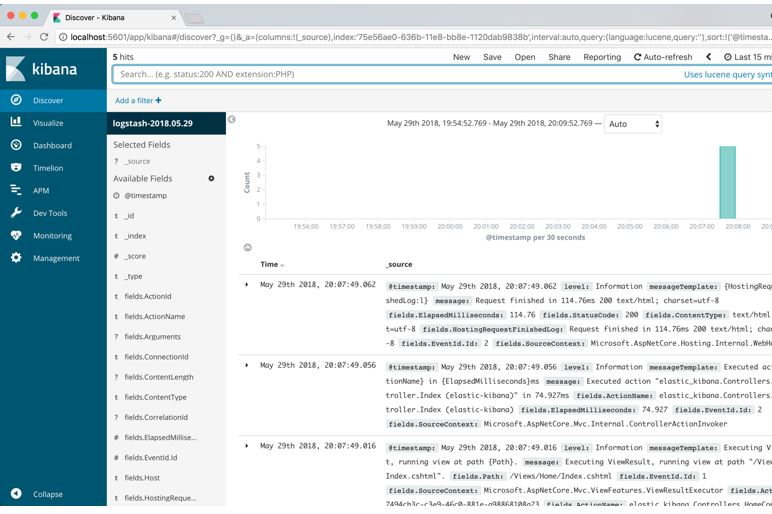 Discover - Kibana
localhost:5601/app/kibana#/discover?_g=()&_a=(columns:!(_source),index:'75e56ae0-636b-11e8-bb8e-1120dab9838b',interval:auto,query:(language:lucene,query:''),sort:!('@timesta...
kibana
Discover
Visualize
Dashboard
Timelion
APM
Dev Tools
Monitoring
Management
Collapse
5 hits
New Save Open Share Reporting Auto-refresh Last 15 mi
Search... (e.g. status:200 AND extension:PHP)
Uses lucene query synt
Add a filter +
logstash-2018.05.29
Selected Fields
? _source
Available Fields
@timestamp
t _id
t _index
# _score
t _type
t fields.ActionId
t fields.ActionName
? fields.Arguments
t fields.ConnectionId
? fields.ContentLength
t fields.ContentType
? fields.CorrelationId
# fields.ElapsedMillise...
# fields.EventId.Id
t fields.Host
t fields.HostingReque...
May 29th 2018, 19:54:52.769 - May 29th 2018, 20:09:52.769 — Auto
Count
5
4
3
2
1
0
19:56:00 19:57:00 19:58:00 19:59:00 20:00:00 20:01:00 20:02:00 20:03:00 20:04:00 20:05:00 20:06:00 20:07:00 20:08:00 20:0
@timestamp per 30 seconds
Time _source
May 29th 2018, 20:07:49.062 @timestamp: May 29th 2018, 20:07:49.062 level: Information messageTemplate: {HostingReq
shedLog:l} message: Request finished in 114.76ms 200 text/html; charset=utf-8
fields.ElapsedMilliseconds: 114.76 fields.StatusCode: 200 fields.ContentType: text/html
t=utf-8 fields.HostingRequestFinishedLog: Request finished in 114.76ms 200 text/html; char
-8 fields.EventId.Id: 2 fields.SourceContext: Microsoft.AspNetCore.Hosting.Internal.WebHo
May 29th 2018, 20:07:49.056 @timestamp: May 29th 2018, 20:07:49.056 level: Information messageTemplate: Executed ac
tionName} in {ElapsedMilliseconds}ms message: Executed action "elastic_kibana.Controllers.
troller.Index (elastic-kibana)" in 74.927ms fields.ActionName: elastic_kibana.Controllers.
troller.Index (elastic-kibana) fields.ElapsedMilliseconds: 74.927 fields.EventId.Id: 2
fields.SourceContext: Microsoft.AspNetCore.Mvc.Internal.ControllerActionInvoker
May 29th 2018, 20:07:49.016 @timestamp: May 29th 2018, 20:07:49.016 level: Information messageTemplate: Executing V
t, running view at path {Path}. message: Executing ViewResult, running view at path "/View
Index.cshtml". fields.Path: /Views/Home/Index.cshtml fields.EventId.Id: 1
fields.SourceContext: Microsoft.AspNetCore.Mvc.ViewFeatures.ViewResultExecutor fields.Act
fields.ActionName: elastic_kibana.Controllers.HomeCon